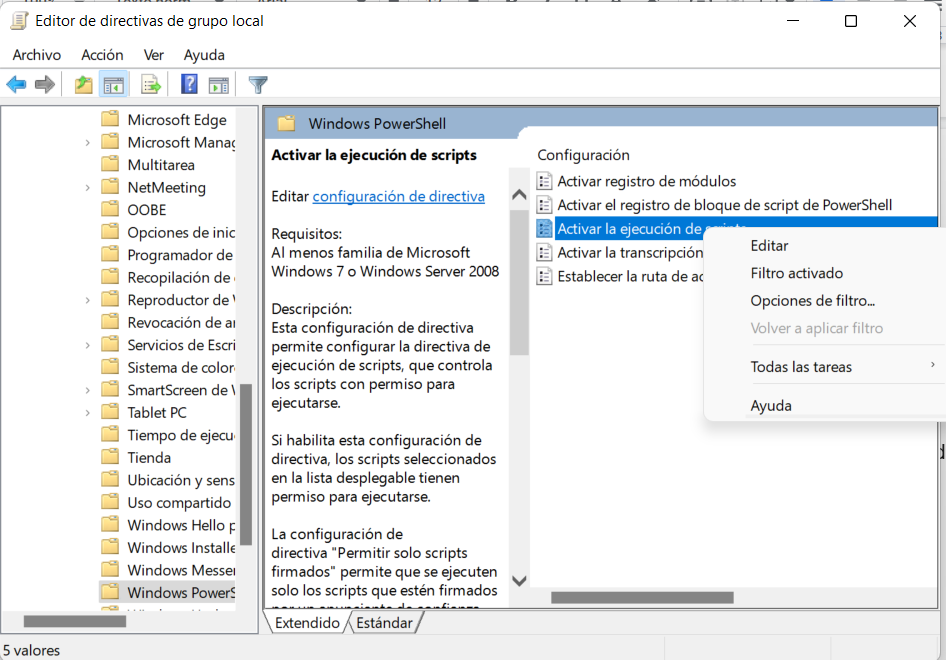 Editor de directivas de grupo local
Archivo Acción Ver Ayuda
Microsoft Edge
Microsoft Manag
Multitarea
NetMeeting
OOBE
Opciones de inic
Programador de
Recopilación de
Reproductor de
Revocación de
Servicios de Escri
Sistema de color
SmartScreen de
Tablet PC
Tiempo de ejecu
Tienda
Ubicación y sens
Uso compartido
Windows Hello p
Windows Installe
Windows Messer
Windows PowerS
Windows PowerShell
Activar la ejecución de scripts
Editar configuración de directiva
Requisitos:
Al menos familia de Microsoft
Windows 7 o Windows Server 2008
Descripción:
Esta configuración de directiva
permite configurar la directiva de
ejecución de scripts, que controla
los scripts con permiso para
ejecutarse.
Si habilita esta configuración de
directiva, los scripts seleccionados
en la lista desplegable tienen
permiso para ejecutarse.
La configuración de
directiva "Permitir solo scripts
firmados" permite que se ejecuten
solo los scripts que estén firmados
Configuración
Activar registro de módulos
Activar el registro de bloque de script de PowerShell
Activar la ejecución de scripts
Activar la transcripción
Establecer la ruta de ac
Editar
Filtro activado
Opciones de filtro...
Volver a aplicar filtro
Todas las tareas
Ayuda
Extendido Estándar
5 valores